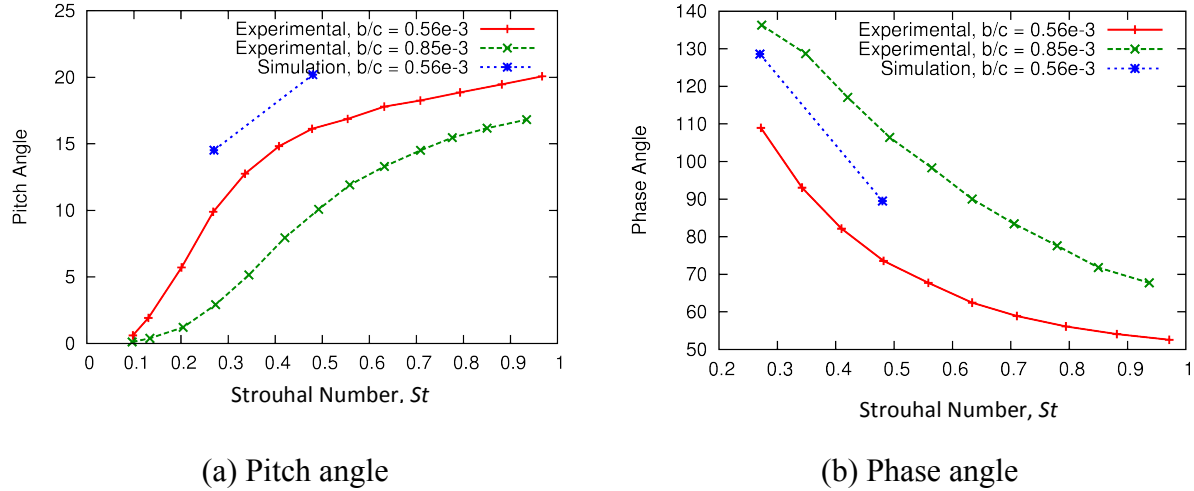 Experimental, b/c = 0.56e-3
Experimental, b/c = 0.85e-3
Simulation, b/c = 0.56e-3
25
20
15
10
5
0
Pitch Angle
0 0.1 0.2 0.3 0.4 0.5 0.6 0.7 0.8 0.9 1
Strouhal Number, St
(a) Pitch angle
Experimental, b/c = 0.56e-3
Experimental, b/c = 0.85e-3
Simulation, b/c = 0.56e-3
140
130
120
110
100
90
80
70
60
50
Phase Angle
0.2 0.3 0.4 0.5 0.6 0.7 0.8 0.9 1
Strouhal Number, St
(b) Phase angle